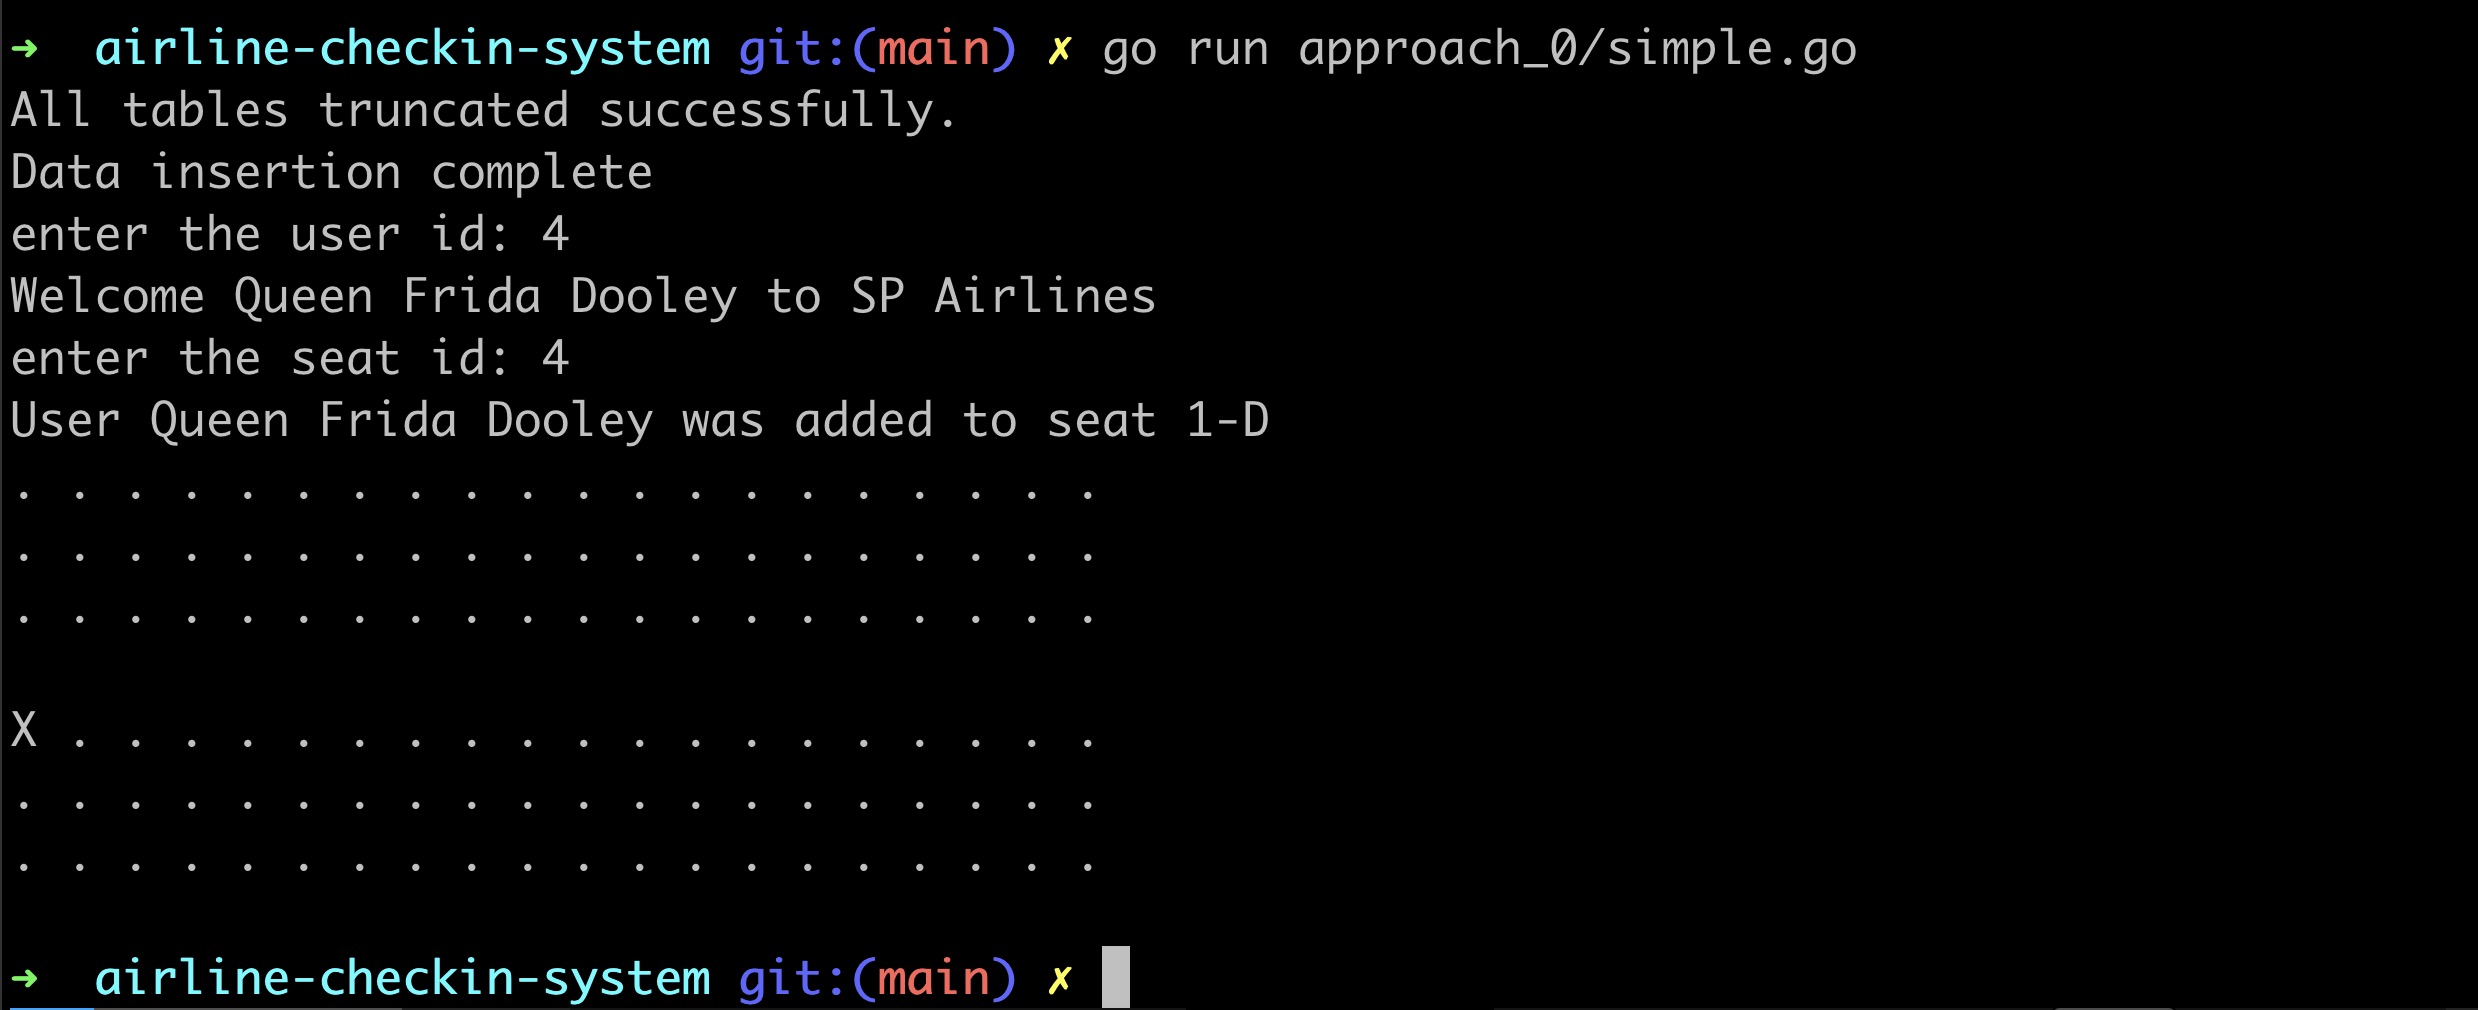 ➜  airline-checkin-system git:(main) ✗ go run approach_0/simple.go
All tables truncated successfully.
Data insertion complete
enter the user id: 4
Welcome Queen Frida Dooley to SP Airlines
enter the seat id: 4
User Queen Frida Dooley was added to seat 1-D
. . . . . . . . . . . . . . . . . . . .
. . . . . . . . . . . . . . . . . . . .
. . . . . . . . . . . . . . . . . . . .

X . . . . . . . . . . . . . . . . . . .
. . . . . . . . . . . . . . . . . . . .
. . . . . . . . . . . . . . . . . . . .

➜  airline-checkin-system git:(main) ✗